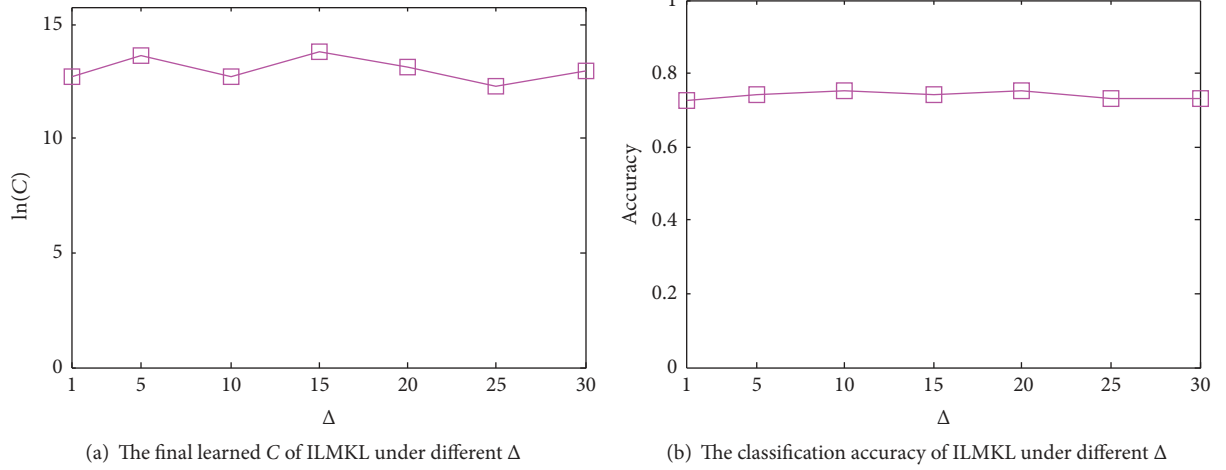 15
10
5
0
ln(C)
1 5 10 15 20 25 30
Δ
(a) The final learned C of ILMKL under different Δ
1
0.8
0.6
0.4
0.2
0
Accuracy
1 5 10 15 20 25 30
Δ
(b) The classification accuracy of ILMKL under different Δ